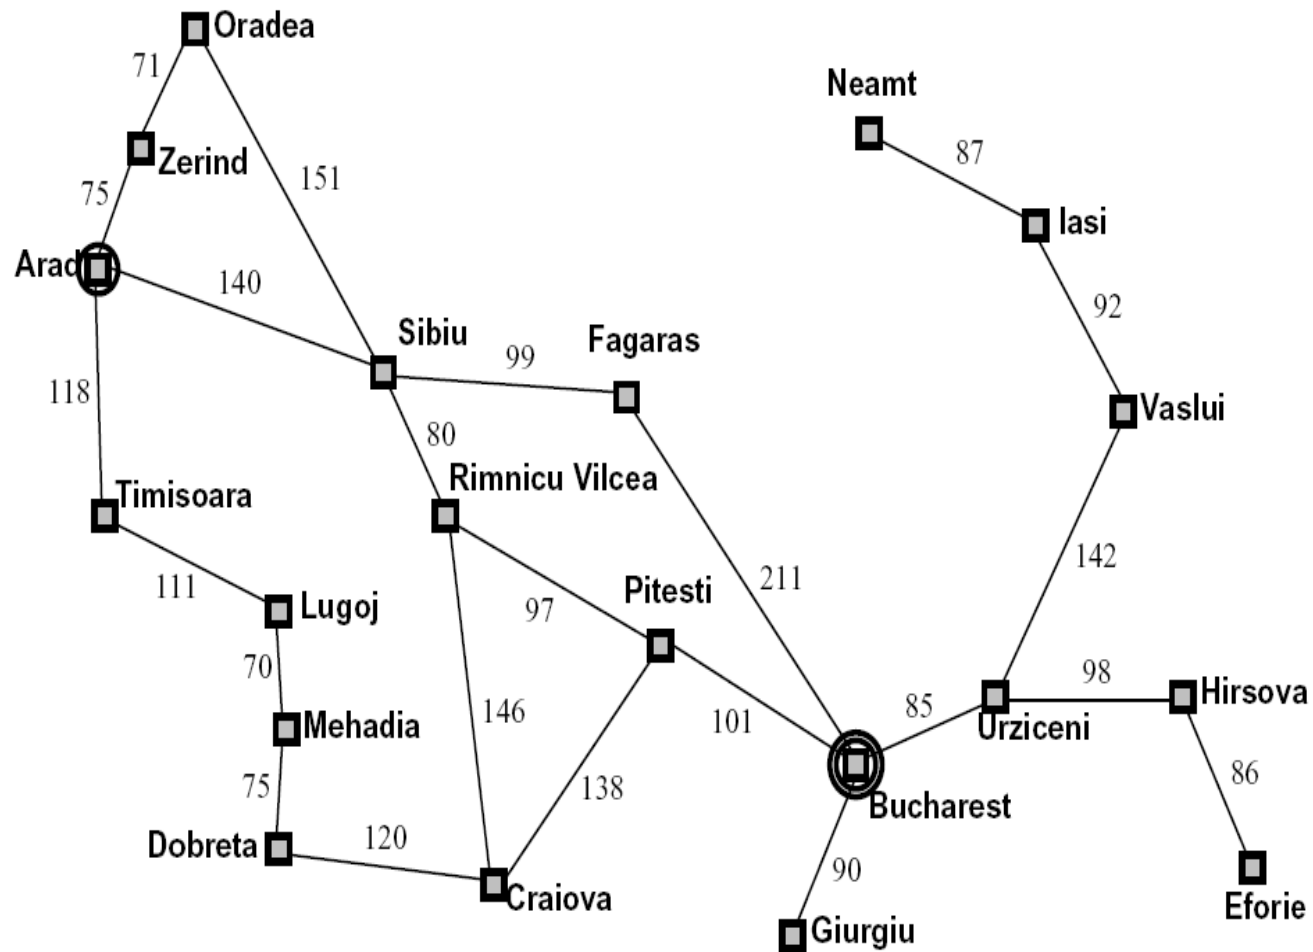 Oradea
71
Neamt
87
Zerind
151
75
Iasi
Arad
140
92
Sibiu
Fagaras
99
118
Vaslui
80
Rimnicu Vilcea
Timisoara
142
211
111
Pitesti
97
Lugoj
70
98
Hirsova
146
85
Urziceni
Mehadia
101
86
75
138
Bucharest
Dobreta
120
90
Craiova
Eforie
Giurgiu